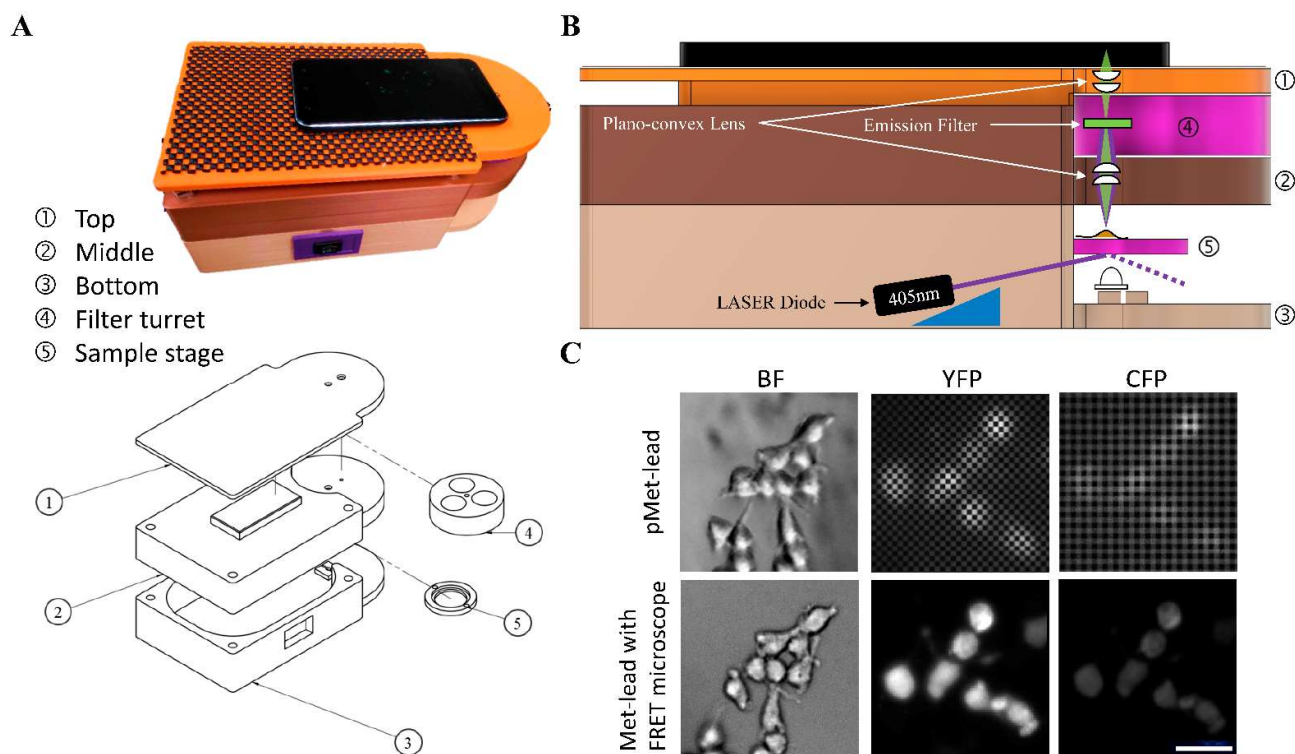 A
① Top
② Middle
③ Bottom
④ Filter turret
⑤ Sample stage
1
2
3
4
5
B
Plano-convex Lens
Emission Filter
LASER Diode
405nm
①
④
②
⑤
③
C
BF
YFP
CFP
pMet-lead
Met-lead with
FRET microscope